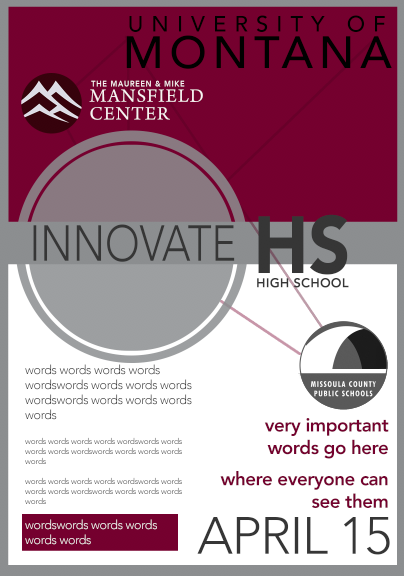 UNIVERSITY OF
MONTANA
THE MAUREEN & MIKE
MANSFIELD
CENTER
INNOVATE HS
HIGH SCHOOL
MISSOULA COUNTY
PUBLIC SCHOOLS
words words words words
wordswords words words
wordswords words words
words
words words words words wordswords words
words words wordswords words words words
words
words words words words wordswords words
words words wordswords words words words
words
wordswords words words
words words
very important
words go here
where everyone can
see them
APRIL 15